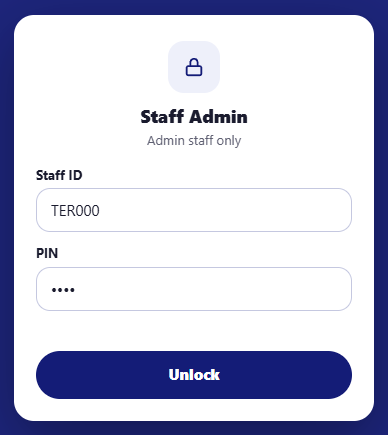 Staff Admin
Admin staff only
Staff ID
TER000
PIN
••••
Unlock